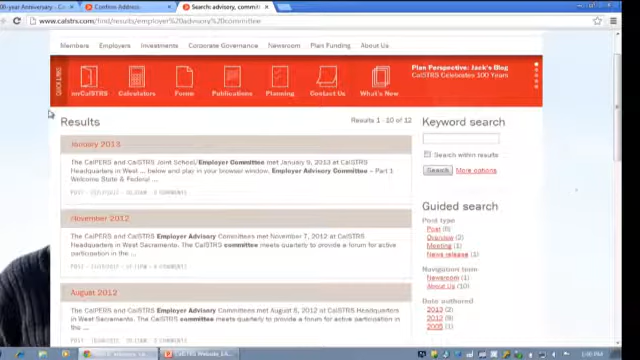 00-year Anniversary - Ca
Confirm Address
Search: advisory, committ
www.calstrs.com/find/results/employer%20advisory%20committee
Members Employers Investments Corporate Governance Newsroom Plan Funding About Us
myCalSTRS Calculators Forms Publications Planning Contact Us What's New
Plan Perspective: Jack's Blog
CalSTRS Celebrates 100 Years
Results
Results 1 - 10 of 12
January 2013
The CalPERS and CalSTRS Joint School/Employer Committee met January 9, 2013 at CalSTRS
Headquarters in West ... below and play in your browser window. Employer Advisory Committee – Part 1
Welcome State & Federal ...
November 2012
The CalPERS and CalSTRS Employer Advisory Committees met November 7, 2012 at CalSTRS
Headquarters in West Sacramento. The CalSTRS committee meets quarterly to provide a forum for active
participation in the ...
August 2012
The CalPERS and CalSTRS Employer Advisory Committees met August 8, 2012 at CalSTRS Headquarters
in West Sacramento. The CalSTRS committee meets quarterly to provide a forum for active participation in
the ...
Keyword search
Search within results
Search More options
Guided search
Post type
Post (8)
Overview (2)
Meeting (1)
News release (1)
Navigation term
Newsroom (1)
About Us (10)
Date authored
2013 (2)
2012 (9)
2005 (1)